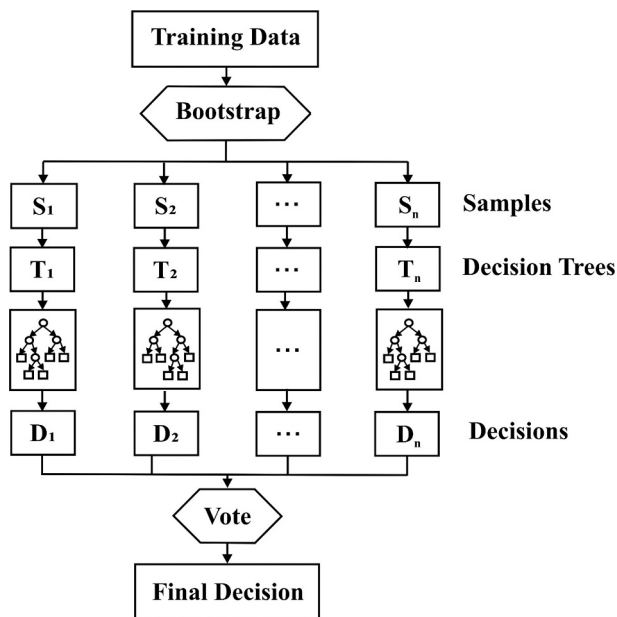 Training Data
Bootstrap
S₁ S₂ ... Sₙ Samples
T₁ T₂ ... Tₙ Decision Trees
...
D₁ D₂ ... Dₙ Decisions
Vote
Final Decision